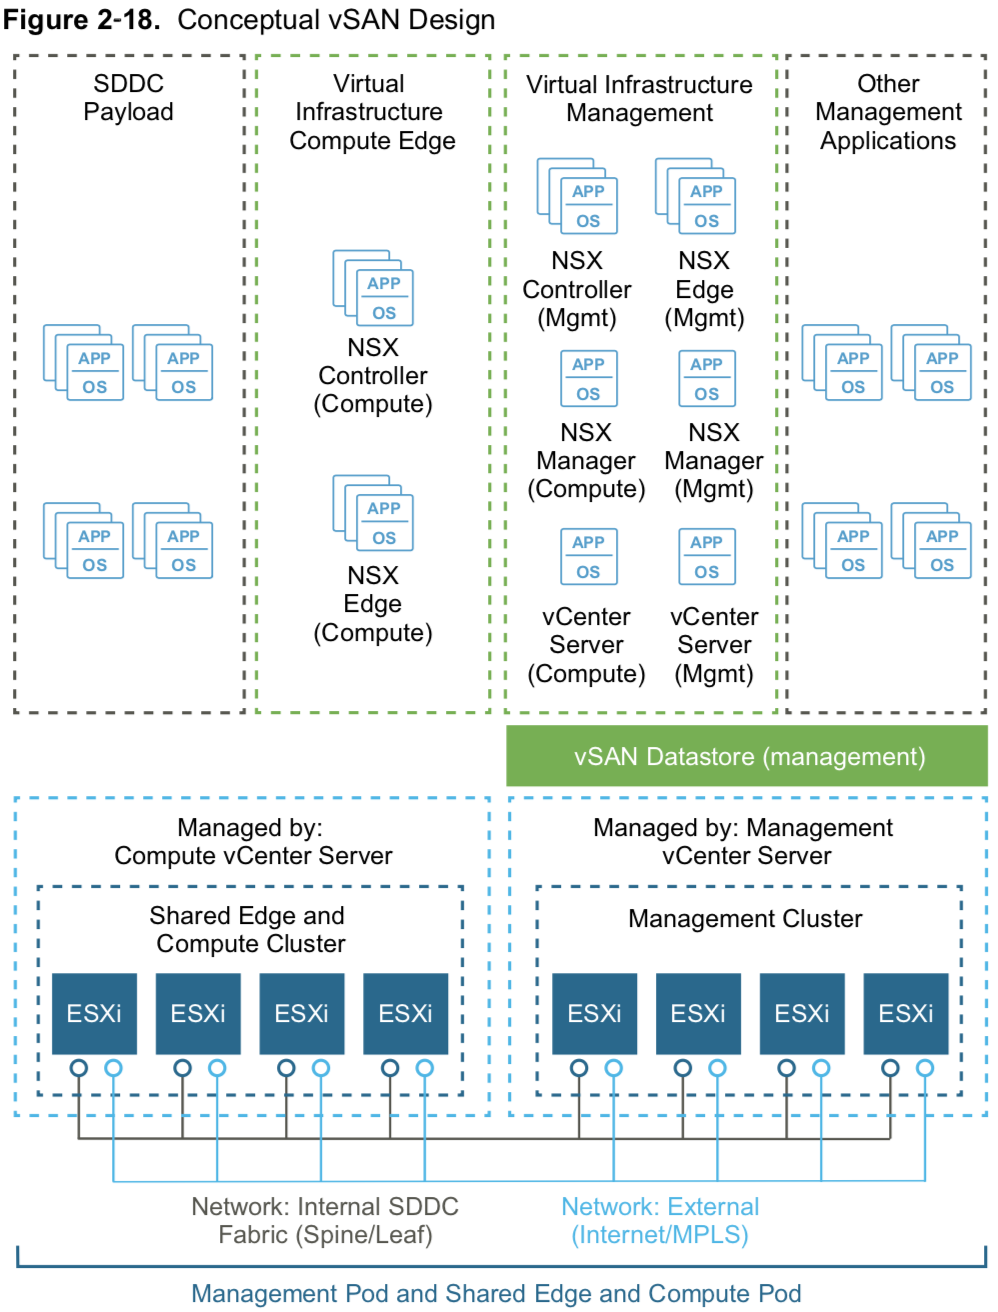 Figure 2-18. Conceptual vSAN Design
SDDC
Payload
APP
OS
APP
OS
APP
OS
APP
OS
Virtual
Infrastructure
Compute Edge
APP
OS
NSX
Controller
(Compute)
APP
OS
NSX
Edge
(Compute)
Virtual Infrastructure
Management
APP
OS
NSX
Controller
(Mgmt)
APP
OS
NSX
Edge
(Mgmt)
APP
OS
NSX
Manager
(Compute)
APP
OS
NSX
Manager
(Mgmt)
APP
OS
vCenter
Server
(Compute)
APP
OS
vCenter
Server
(Mgmt)
Other
Management
Applications
APP
OS
APP
OS
APP
OS
APP
OS
vSAN Datastore (management)
Managed by:
Compute vCenter Server
Shared Edge and
Compute Cluster
ESXi
ESXi
ESXi
ESXi
Managed by: Management
vCenter Server
Management Cluster
ESXi
ESXi
ESXi
ESXi
Network: Internal SDDC
Fabric (Spine/Leaf)
Network: External
(Internet/MPLS)
Management Pod and Shared Edge and Compute Pod